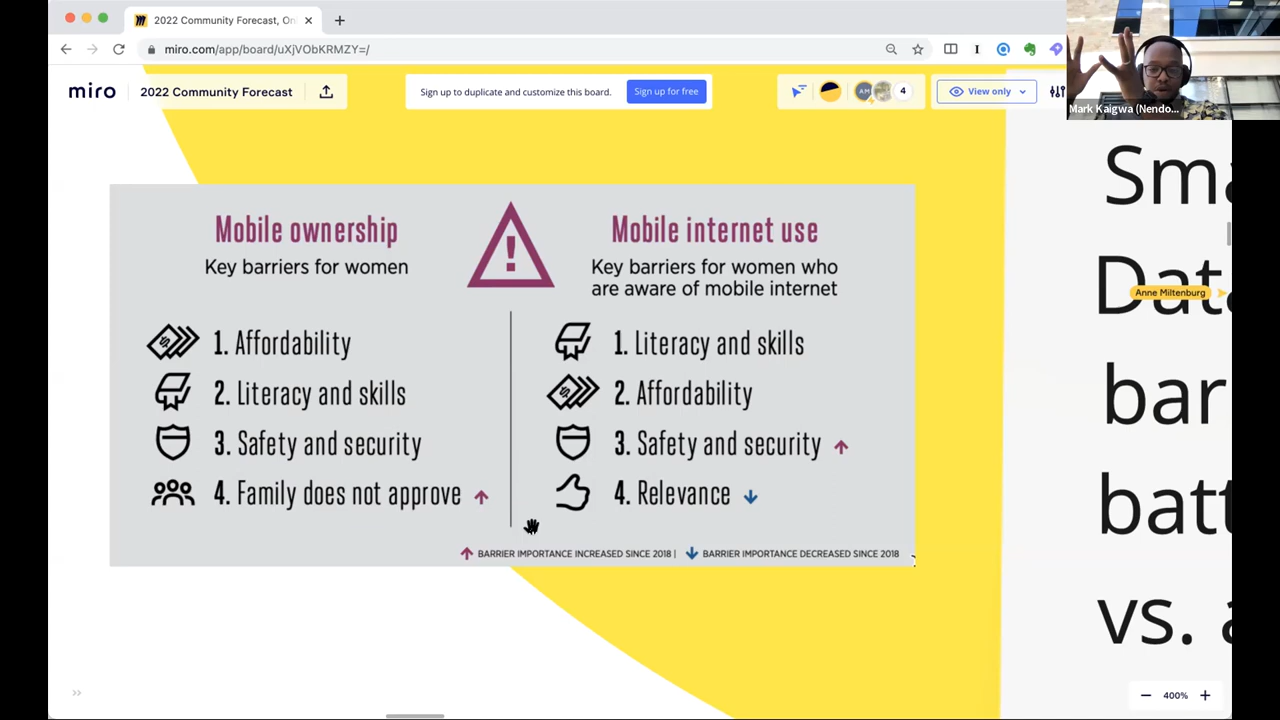 2022 Community Forecast, On
miro.com/app/board/uXjVObKRMZY=/
miro
2022 Community Forecast
Sign up to duplicate and customize this board.
Sign up for free
AM
4
View only
Mark Kaigwa (Nendo...
Mobile ownership
Key barriers for women
1. Affordability
2. Literacy and skills
3. Safety and security
4. Family does not approve
Mobile internet use
Key barriers for women who
are aware of mobile internet
1. Literacy and skills
2. Affordability
3. Safety and security
4. Relevance
BARRIER IMPORTANCE INCREASED SINCE 2018 |
BARRIER IMPORTANCE DECREASED SINCE 2018
Sma
Data
Anne Miltenburg
bar
batt
vs. a
400%